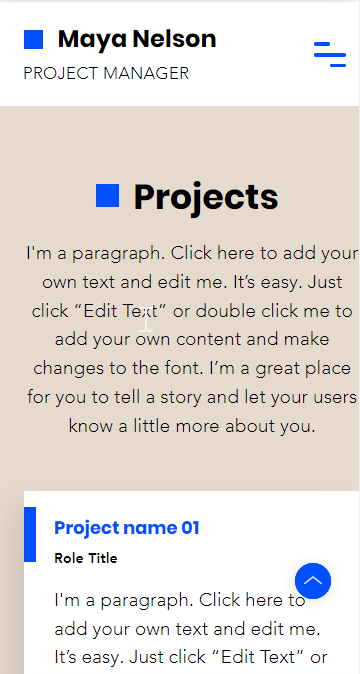 Maya Nelson
PROJECT MANAGER
Projects
I'm a paragraph. Click here to add your
own text and edit me. It’s easy. Just
click “Edit Text” or double click me to
add your own content and make
changes to the font. I’m a great place
for you to tell a story and let your users
know a little more about you.
Project name 01
Role Title
I'm a paragraph. Click here to
add your own text and edit me.
It’s easy. Just click “Edit Text” or